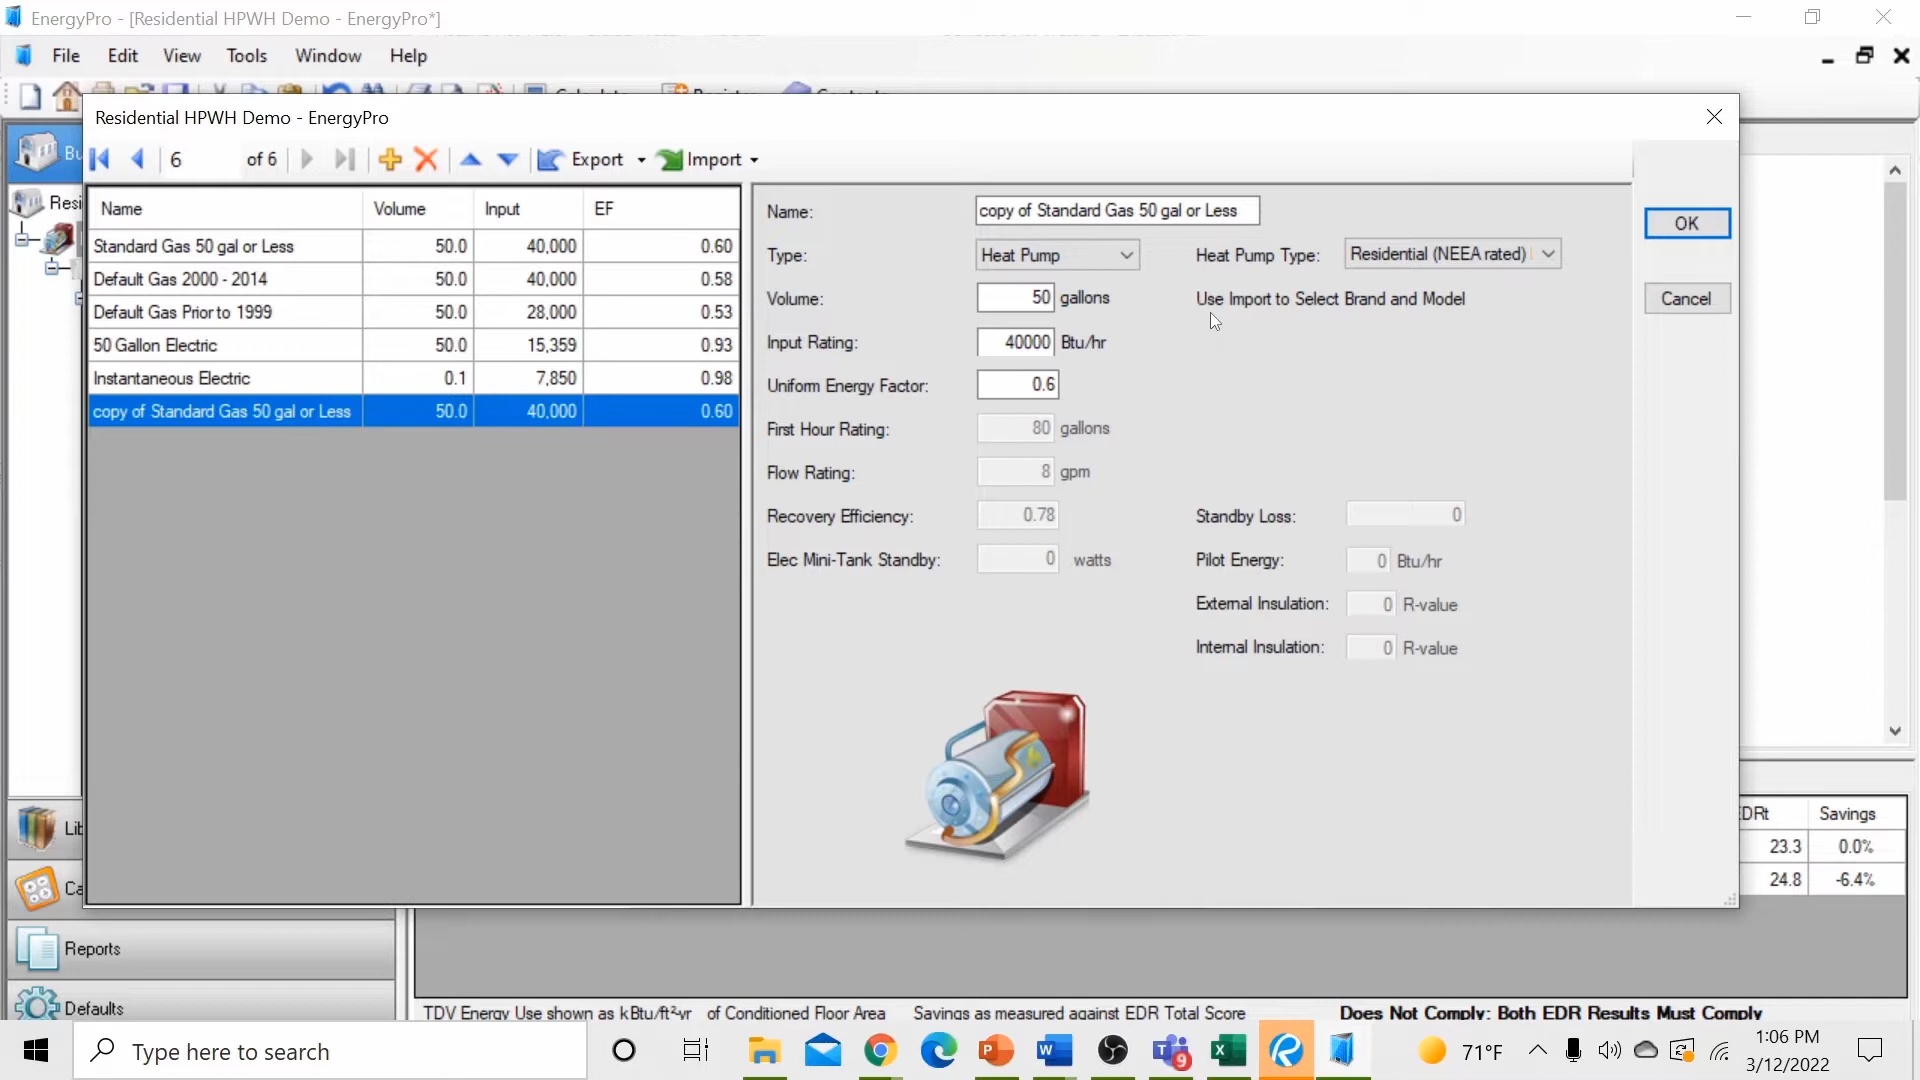 EnergyPro - [Residential HPWH Demo - EnergyPro*]
File Edit View Tools Window Help
Residential HPWH Demo - EnergyPro
6 of 6 Export Import
Name Volume Input EF
Standard Gas 50 gal or Less 50.0 40,000 0.60
Default Gas 2000 - 2014 50.0 40,000 0.58
Default Gas Prior to 1999 50.0 28,000 0.53
50 Gallon Electric 50.0 15,359 0.93
Instantaneous Electric 0.1 7,850 0.98
copy of Standard Gas 50 gal or Less 50.0 40,000 0.60
Name: copy of Standard Gas 50 gal or Less
Type: Heat Pump Heat Pump Type: Residential (NEEA rated)
Volume: 50 gallons Use Import to Select Brand and Model
Input Rating: 40000 Btu/hr
Uniform Energy Factor: 0.6
First Hour Rating: 80 gallons
Flow Rating: 8 gpm
Recovery Efficiency: 0.78 Standby Loss: 0
Elec Mini-Tank Standby: 0 watts Pilot Energy: 0 Btu/hr
External Insulation: 0 R-value
Internal Insulation: 0 R-value
OK
Cancel
Bu
Resi
Lib
Ca
Reports
Defaults
EDRt Savings
23.3 0.0%
24.8 -6.4%
TDV Energy Use shown as kBtu/ft²-yr of Conditioned Floor Area Savings as measured against EDR Total Score Does Not Comply: Both EDR Results Must Comply
Type here to search
9
71°F
1:06 PM
3/12/2022